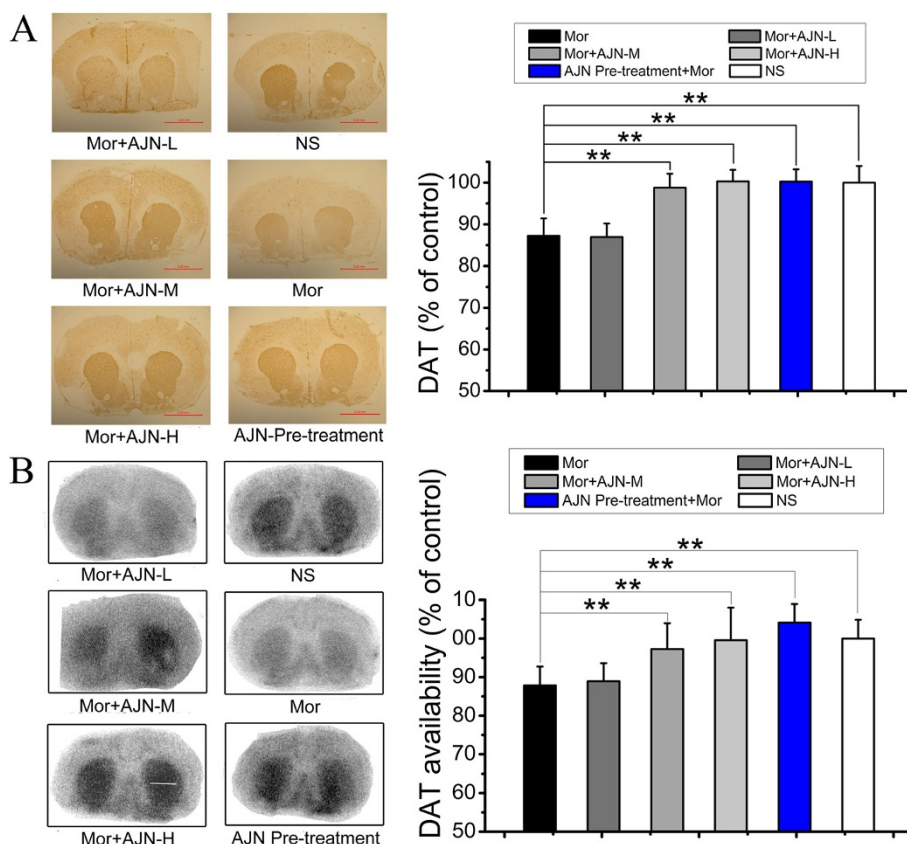 A
Mor+AJN-L
NS
Mor+AJN-M
Mor
Mor+AJN-H
AJN-Pre-treatment
Mor
Mor+AJN-L
Mor+AJN-M
Mor+AJN-H
AJN Pre-treatment+Mor
NS
**
**
**
**
100
90
80
70
60
50
DAT (% of control)
B
Mor+AJN-L
NS
Mor+AJN-M
Mor
Mor+AJN-H
AJN Pre-treatment
Mor
Mor+AJN-L
Mor+AJN-M
Mor+AJN-H
AJN Pre-treatment+Mor
NS
**
**
**
**
10
00
90
80
70
60
50
DAT availability (% of control)